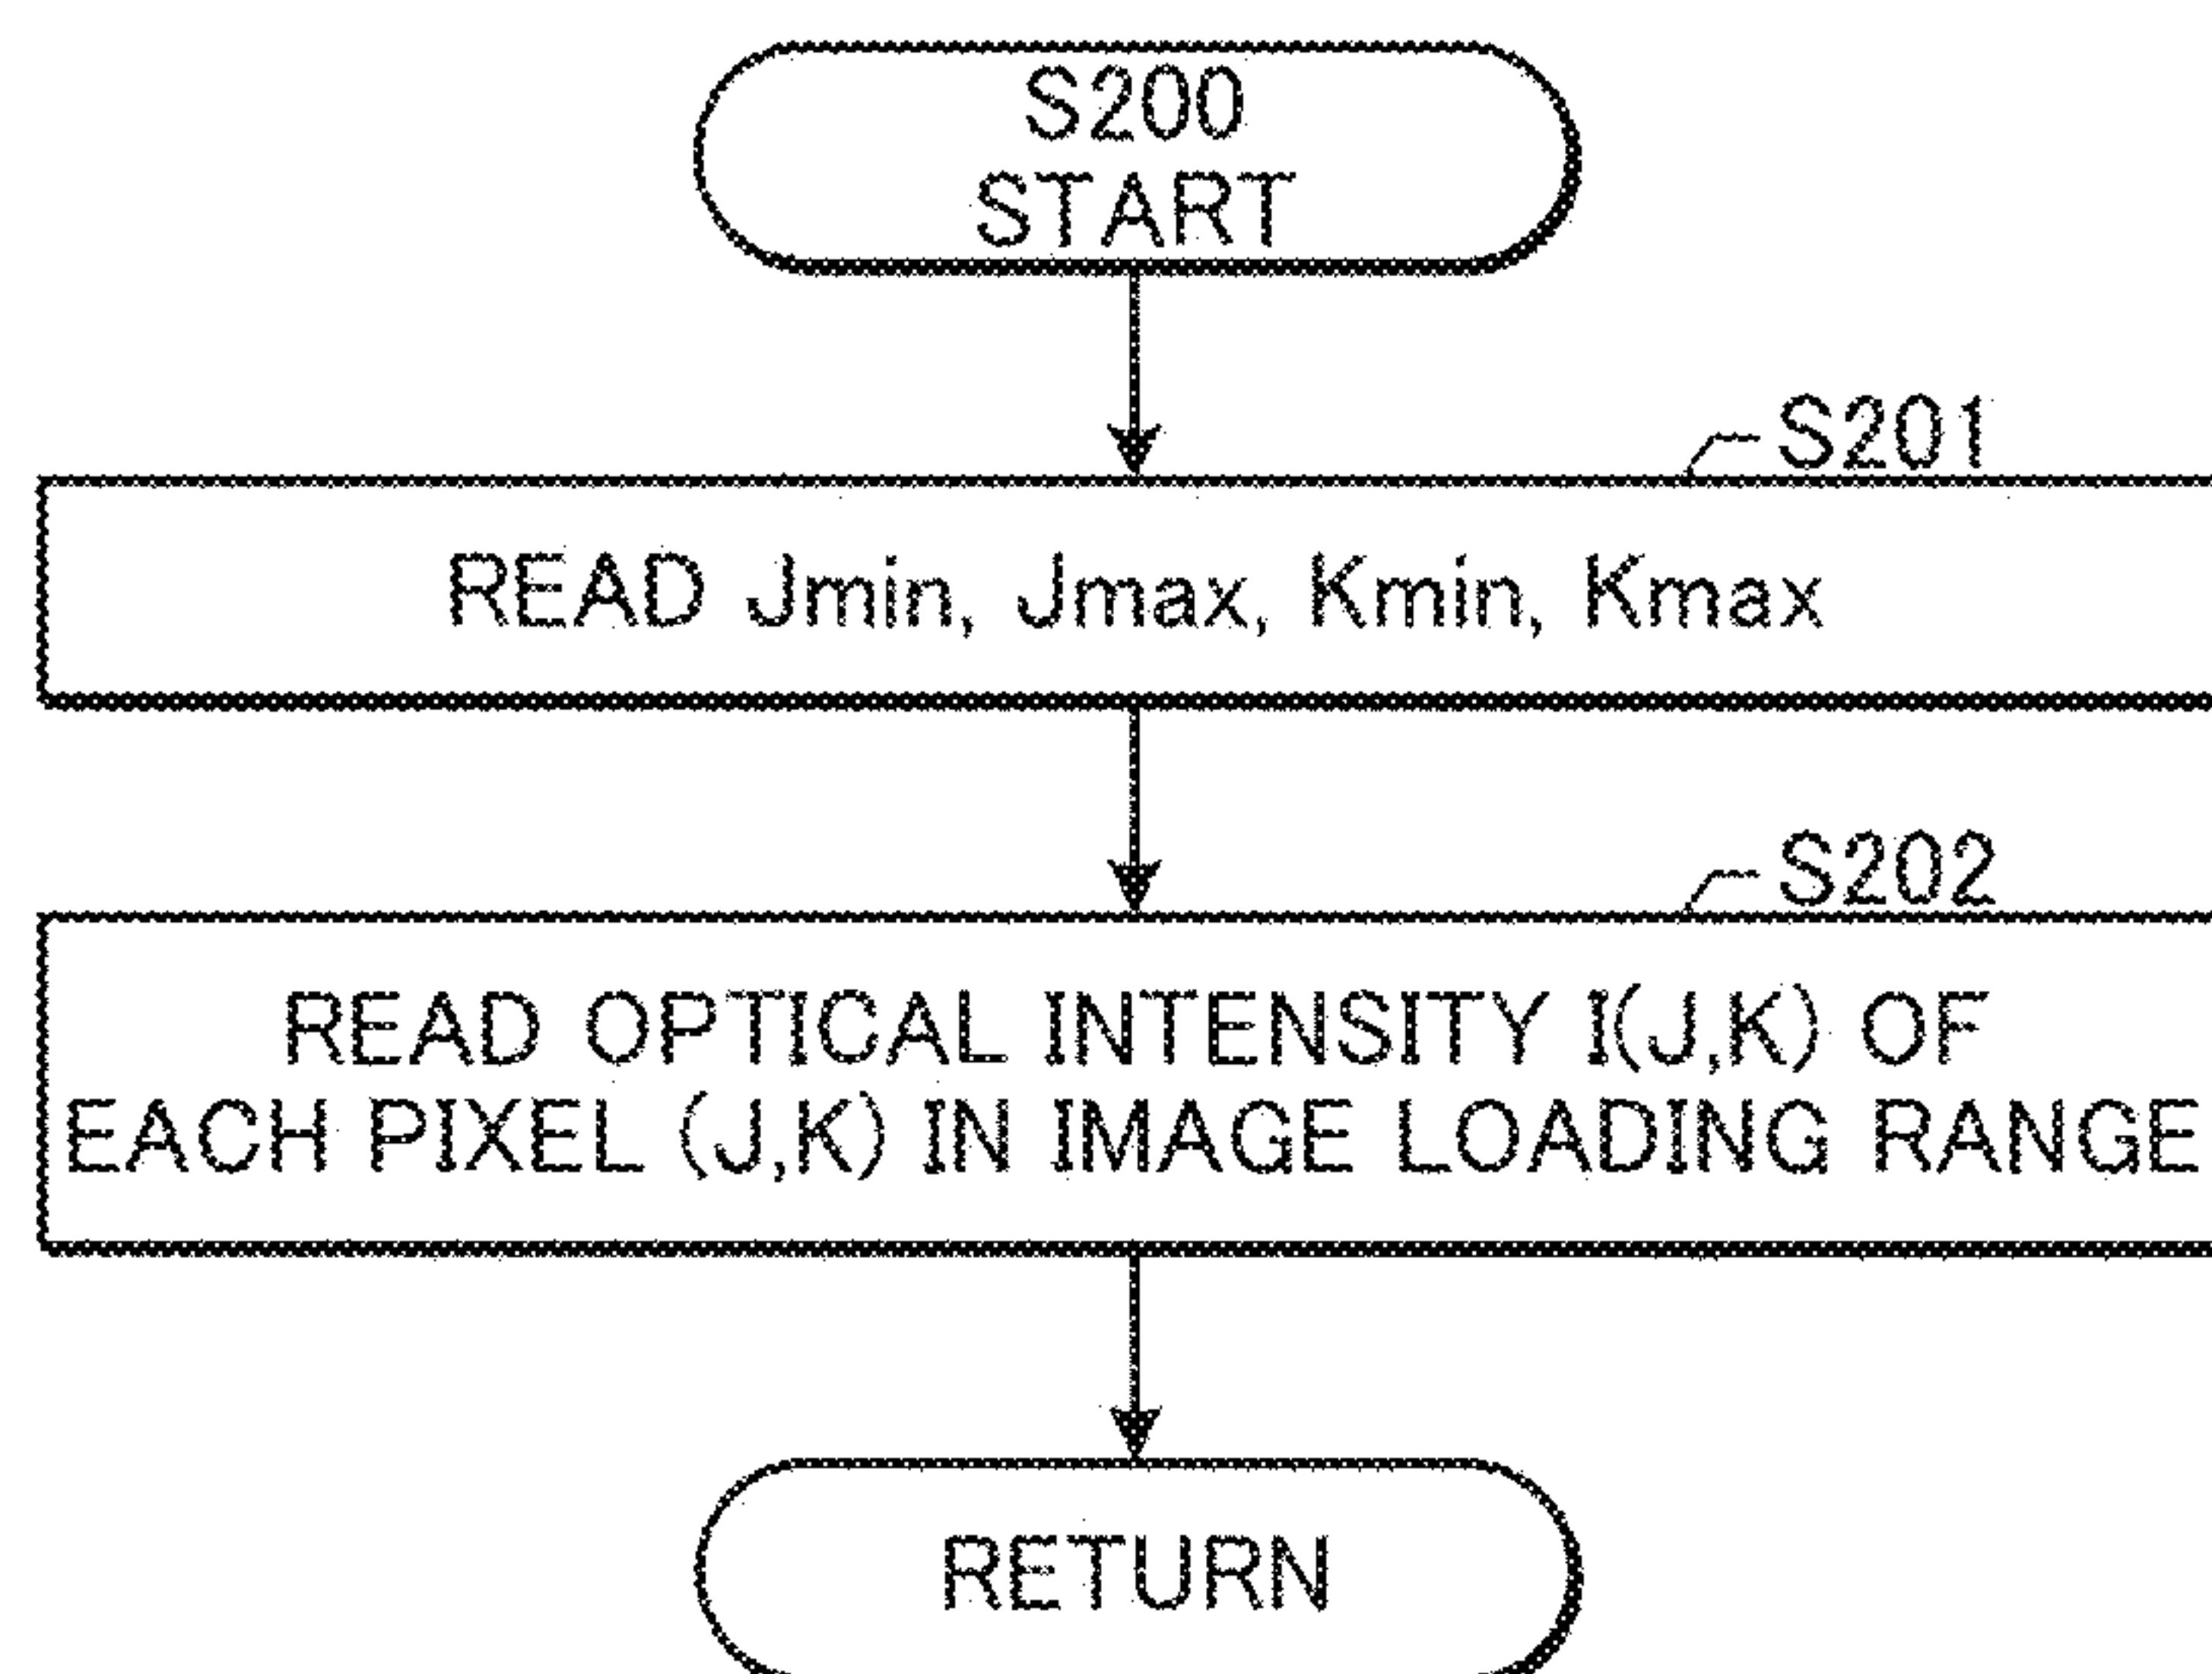 S200
START
S201
READ Jmin, Jmax, Kmin, Kmax
S202
READ OPTICAL INTENSITY I(J,K) OF
EACH PIXEL (J,K) IN IMAGE LOADING RANGE
RETURN